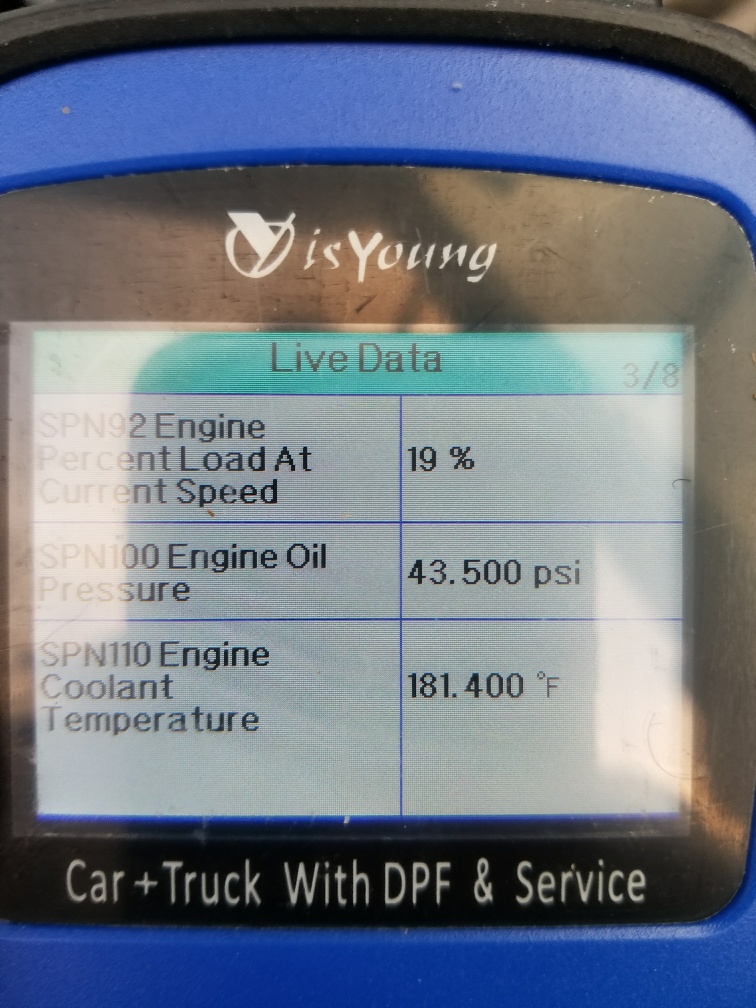 VisYoung
Live Data
3/8
SPN92 Engine
Percent Load At
Current Speed
19 %
SPN100 Engine Oil
Pressure
43.500 psi
SPN110 Engine
Coolant
Temperature
181.400 °F
Car+Truck With DPF & Service